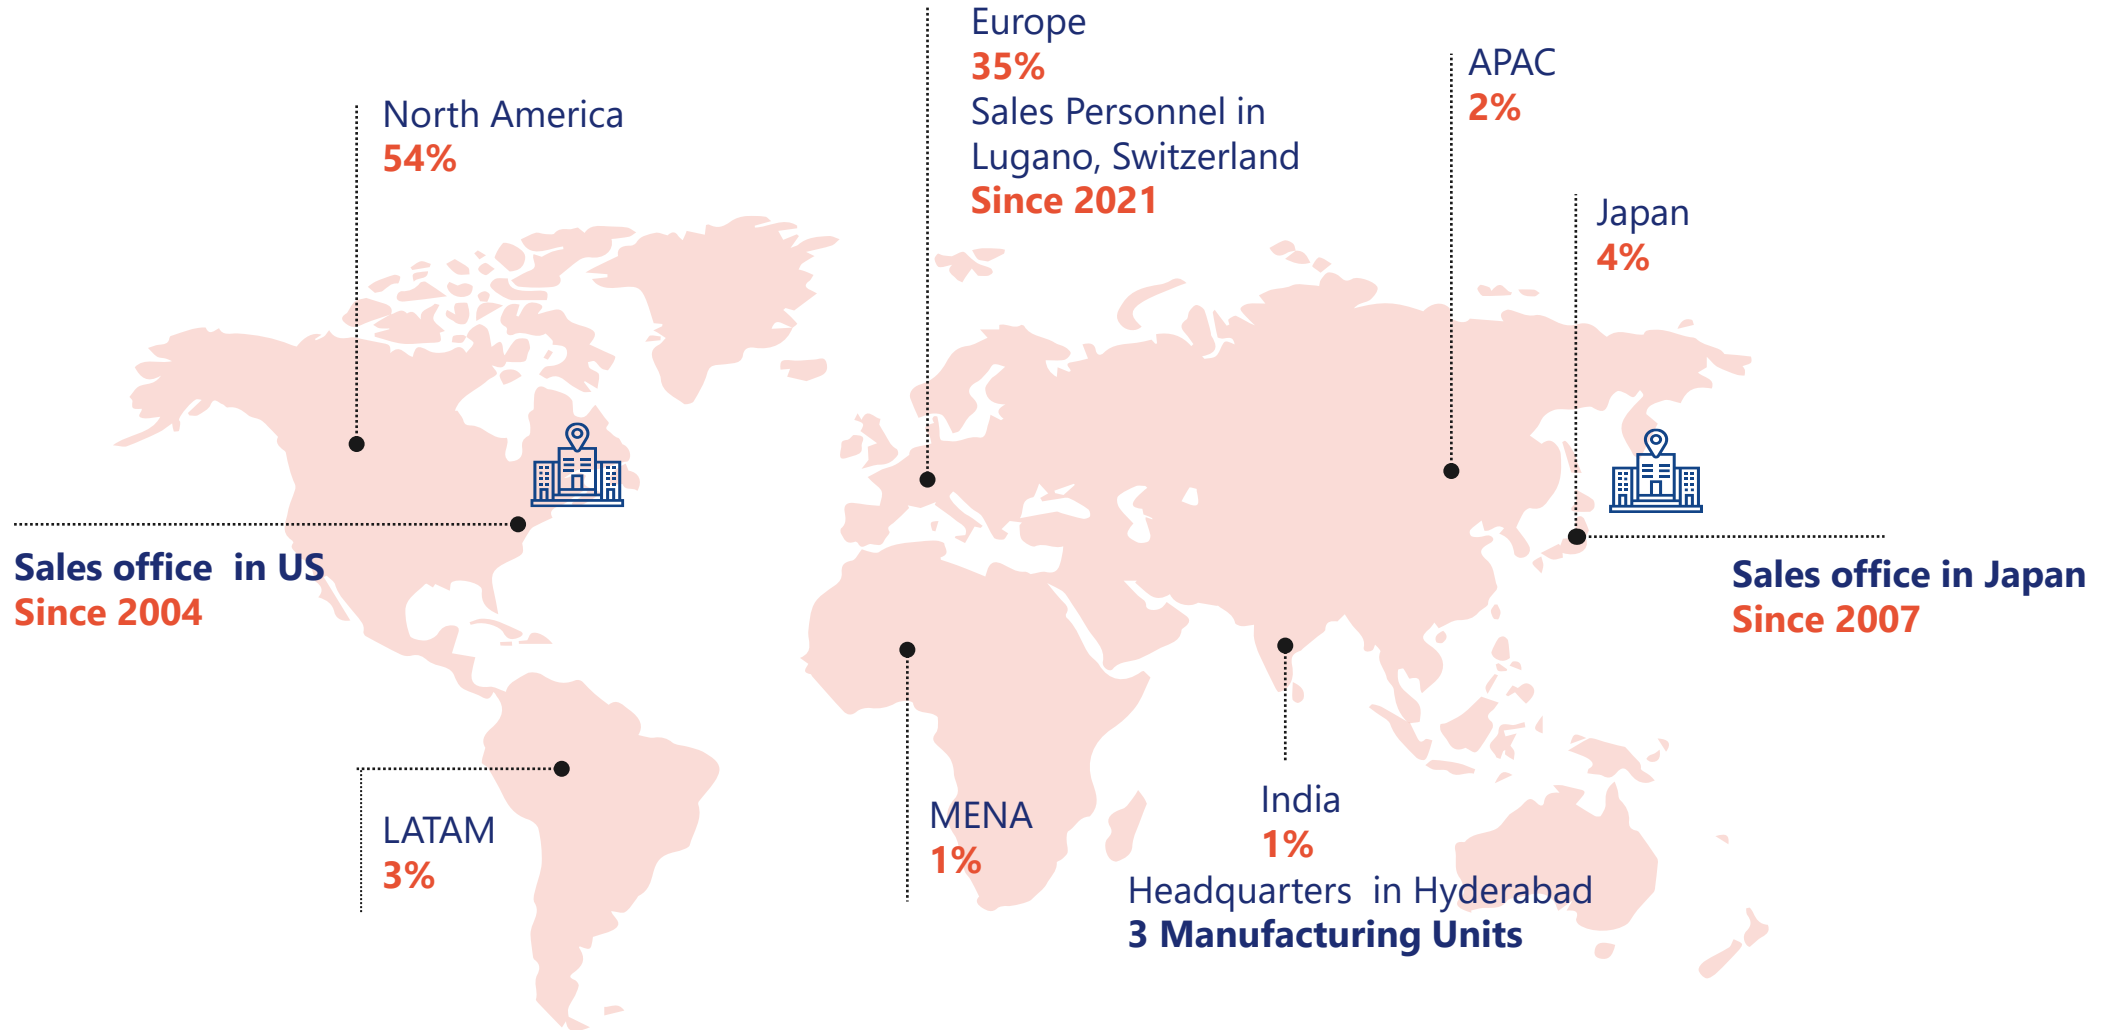 Europe
35%
Sales Personnel in
Lugano, Switzerland
Since 2021
APAC
2%
North America
54%
Japan
4%
Sales office in US
Since 2004
Sales office in Japan
Since 2007
LATAM
3%
MENA
1%
India
1%
Headquarters in Hyderabad
3 Manufacturing Units